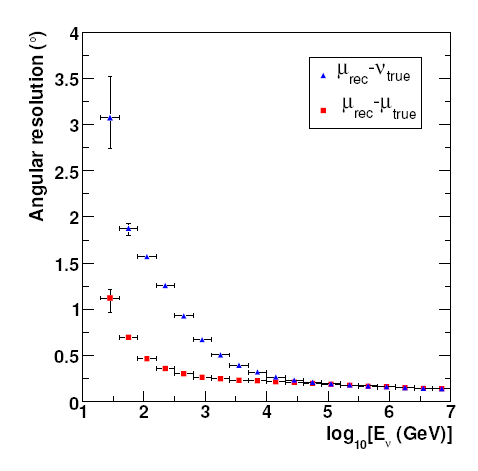 Angular resolution (°)
4
3.5
3
2.5
2
1.5
1
0.5
0
1 2 3 4 5 6 7
log10[Eν (GeV)]
μrec-νtrue
μrec-μtrue